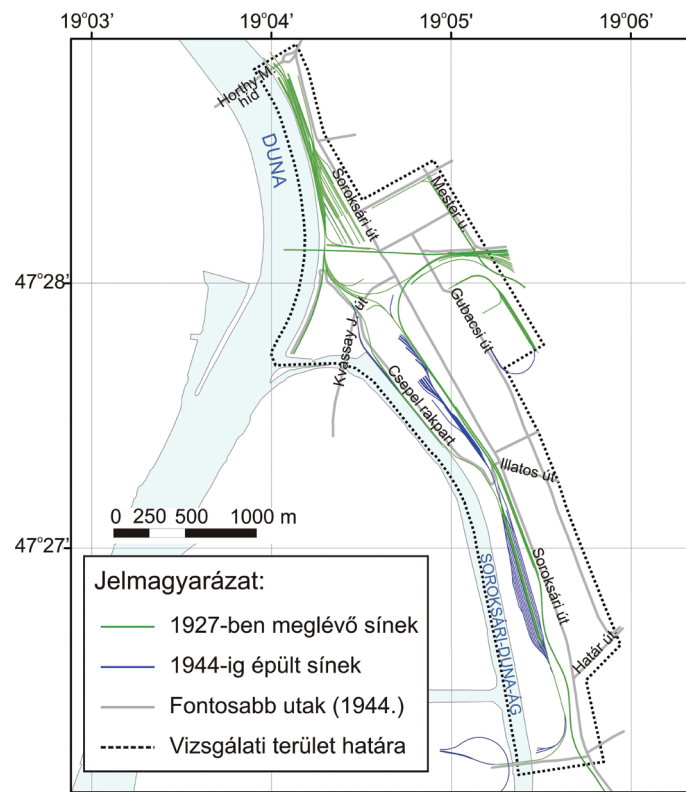 19°03’ 19°04’ 19°05’ 19°06’
Horthy M.
híd
DUNA
Soroksári út
Mester u.
47°28’
Gubacsi út
Kvassay J. út
Csepel rakpart
Illatos út
0 250 500 1000 m
47°27’
SOROKSÁRI-DUNA-ÁG
Soroksári út
Határ út
Jelmagyarázat:
1927-ben meglévő sínek
1944-ig épült sínek
Fontosabb utak (1944.)
Vizsgálati terület határa